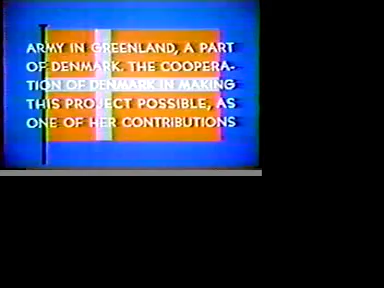 ARMY IN GREENLAND, A PART
OF DENMARK. THE COOPERA-
TION OF DENMARK IN MAKING
THIS PROJECT POSSIBLE, AS
ONE OF HER CONTRIBUTIONS